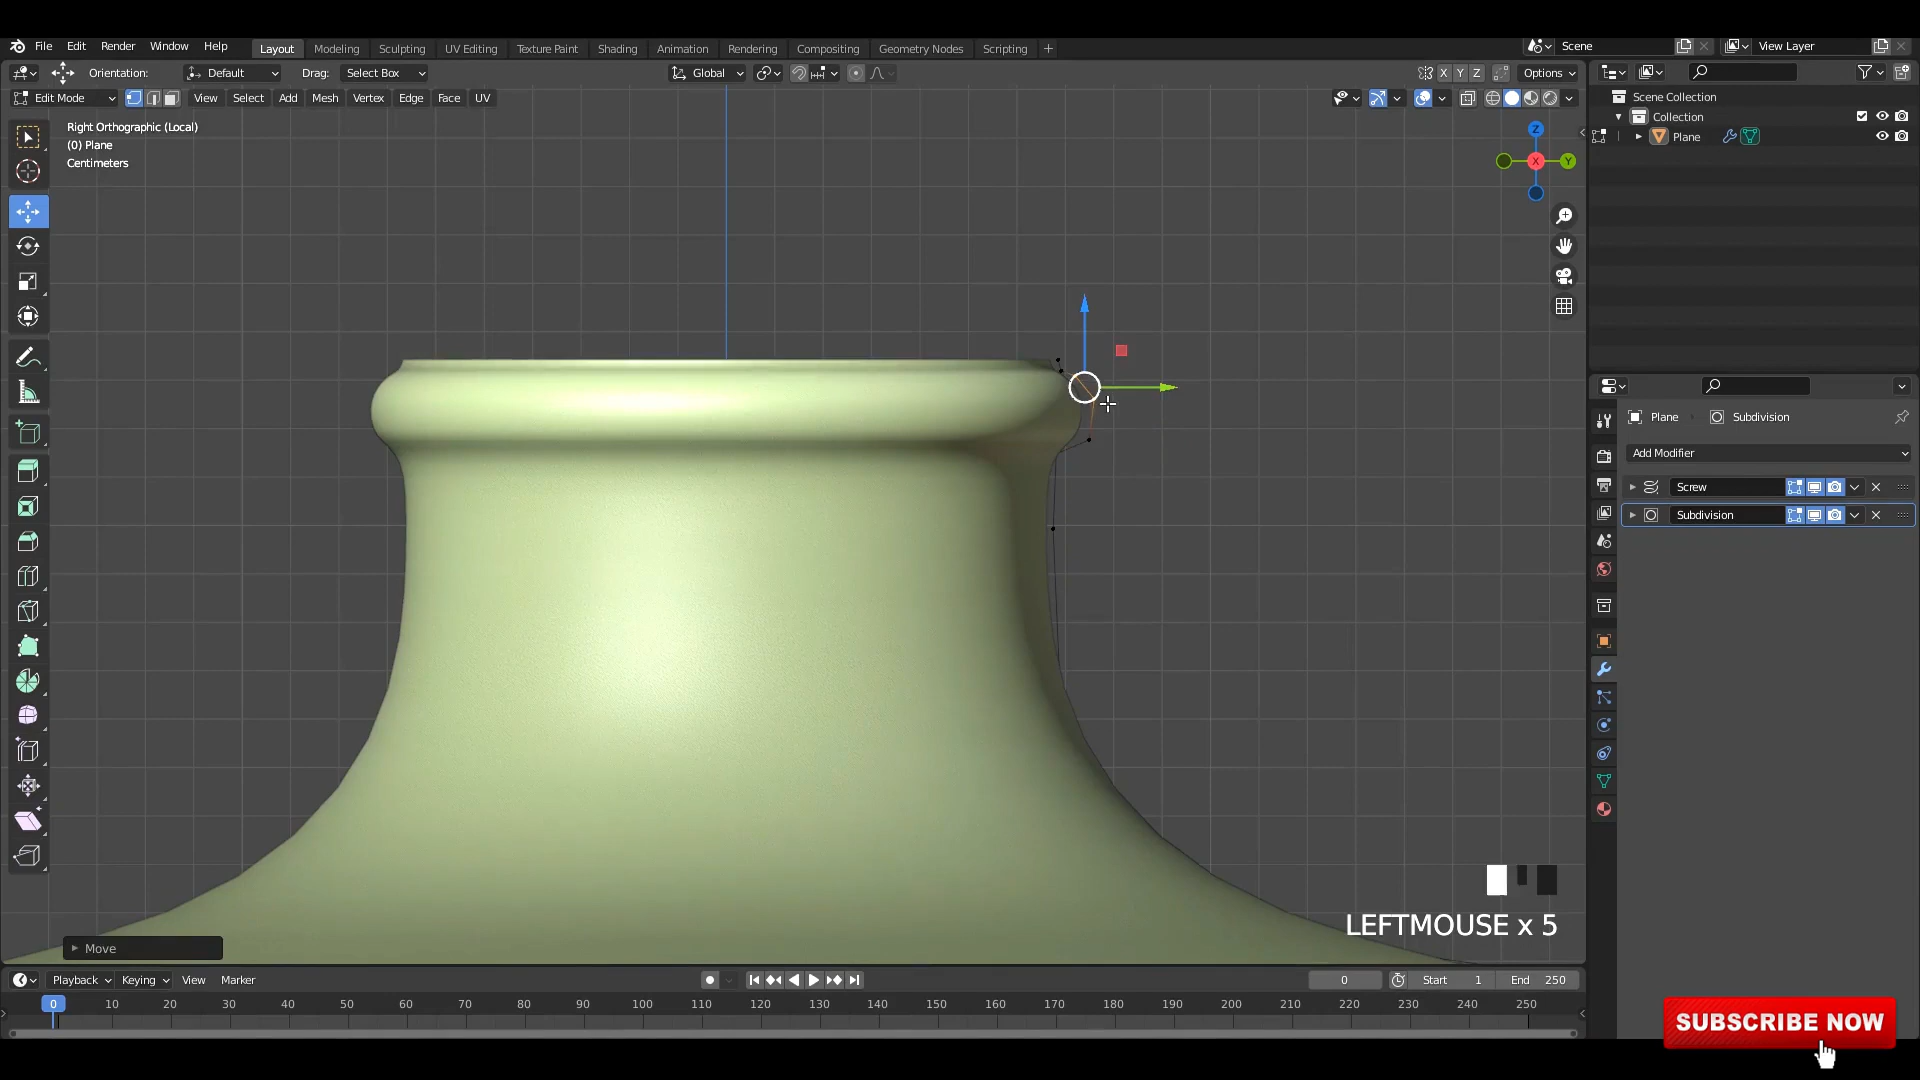 File Edit Render Window Help Layout Modeling Sculpting UV Editing Texture Paint Shading Animation Rendering Compositing Geometry Nodes Scripting + Scene View Layer
Orientation: Default Drag: Select Box Global X Y Z Options
Edit Mode View Select Add Mesh Vertex Edge Face UV
Scene Collection
Collection
Plane
Right Orthographic (Local)
(0) Plane
Centimeters
Z
X
Y
Plane Subdivision
Add Modifier
Screw
Subdivision
LEFTMOUSE x 5
Move
Playback Keying View Marker 0 Start 1 End 250
0 10 20 30 40 50 60 70 80 90 100 110 120 130 140 150 160 170 180 190 200 210 220 230 240 250
SUBSCRIBE NOW